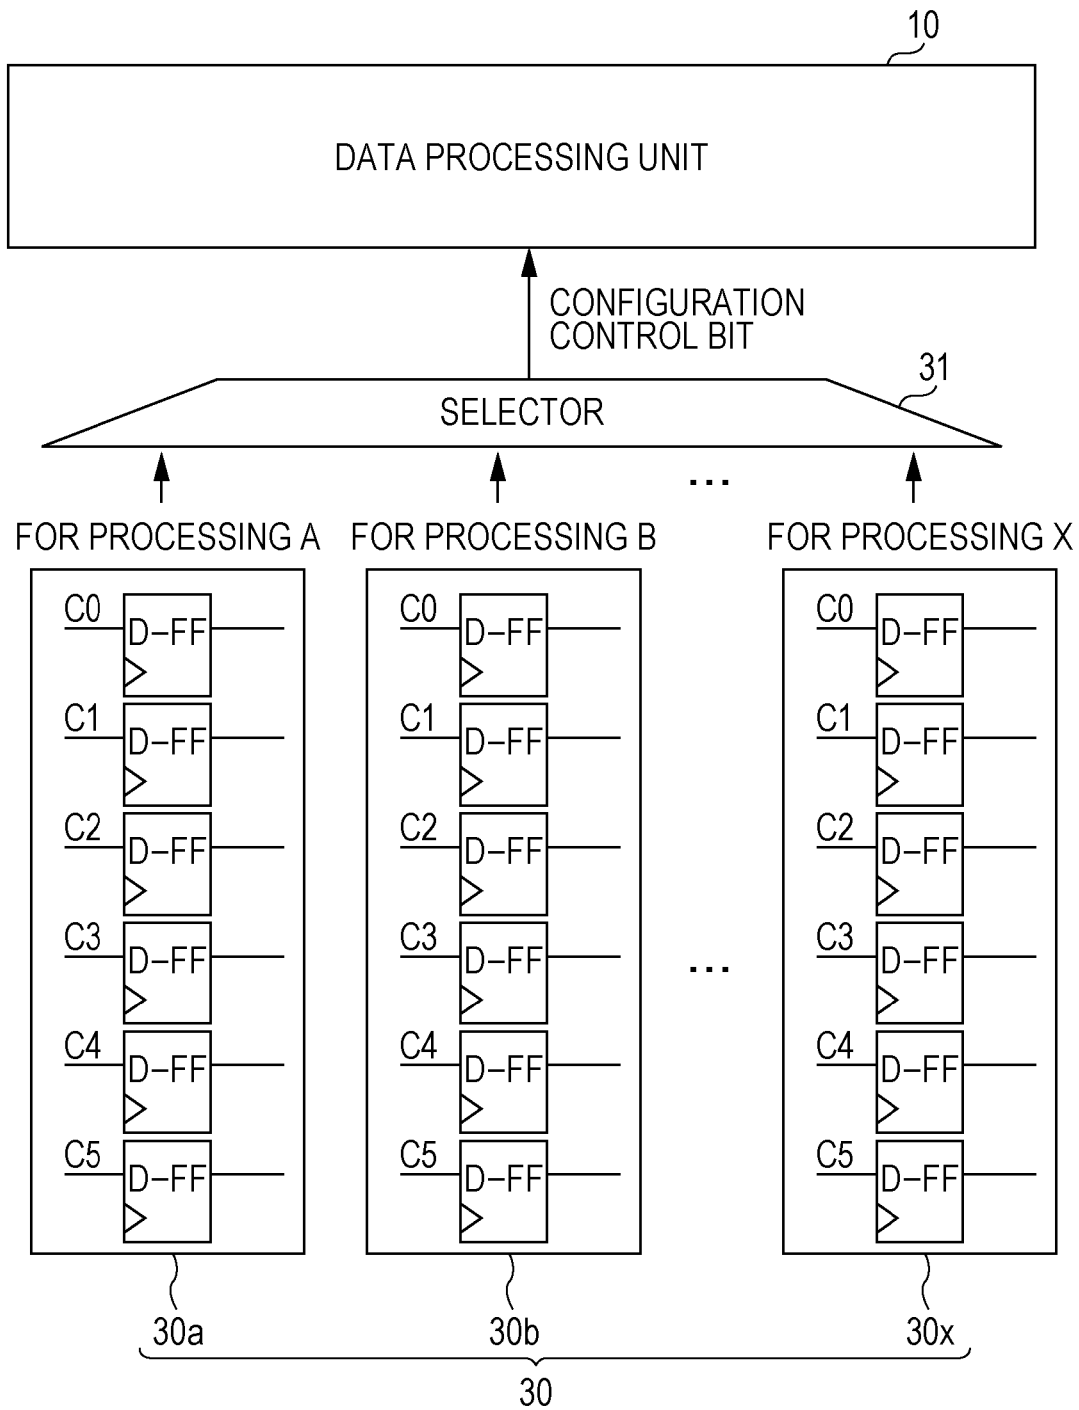 10
DATA PROCESSING UNIT
CONFIGURATION
CONTROL BIT
31
SELECTOR
...
FOR PROCESSING A FOR PROCESSING B FOR PROCESSING X
C0 D–FF C0 D–FF C0 D–FF
C1 D–FF C1 D–FF C1 D–FF
C2 D–FF C2 D–FF C2 D–FF
C3 D–FF C3 D–FF ... C3 D–FF
C4 D–FF C4 D–FF C4 D–FF
C5 D–FF C5 D–FF C5 D–FF
30a 30b 30x
30